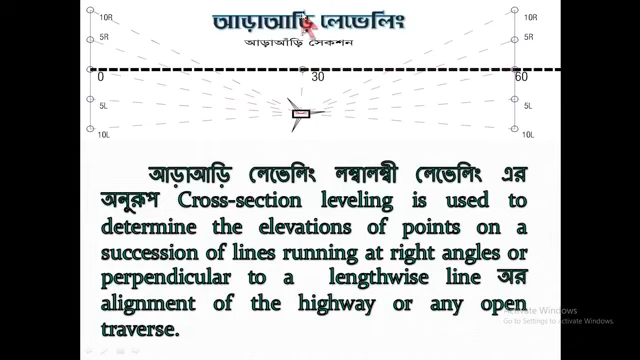 আড়াআড়ি লেভেলিং
আড়াআঁড়ি সেকশন
10R 10R
5R 5R
0 30 60
5L 5L
10L 10L
আড়াআড়ি লেভেলিং লম্বালম্বী লেভেলিং এর
অনুরূপ Cross-section leveling is used to
determine the elevations of points on a
succession of lines running at right angles or
perpendicular to a lengthwise line অর
alignment of the highway or any open
traverse.
Activate Windows
Go to Settings to activate Windows.